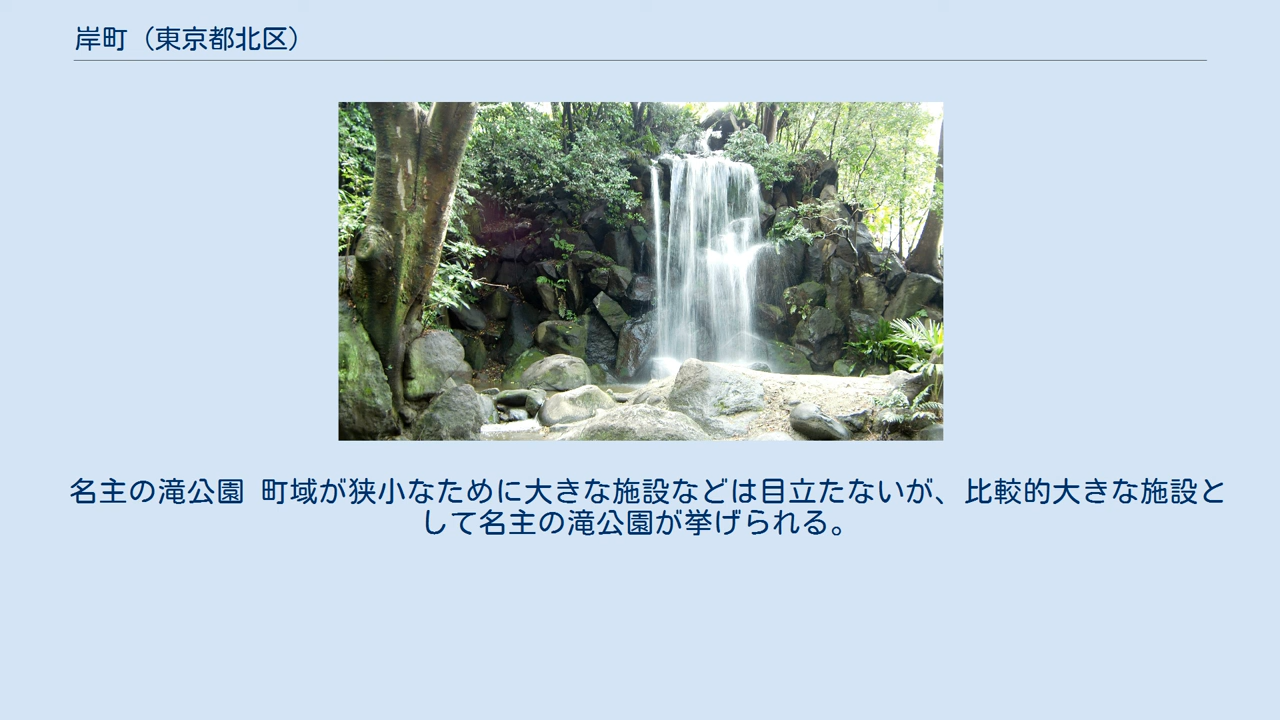 岸町（東京都北区）
名主の滝公園 町域が狭小なために大きな施設などは目立たないが、比較的大きな施設と
して名主の滝公園が挙げられる。